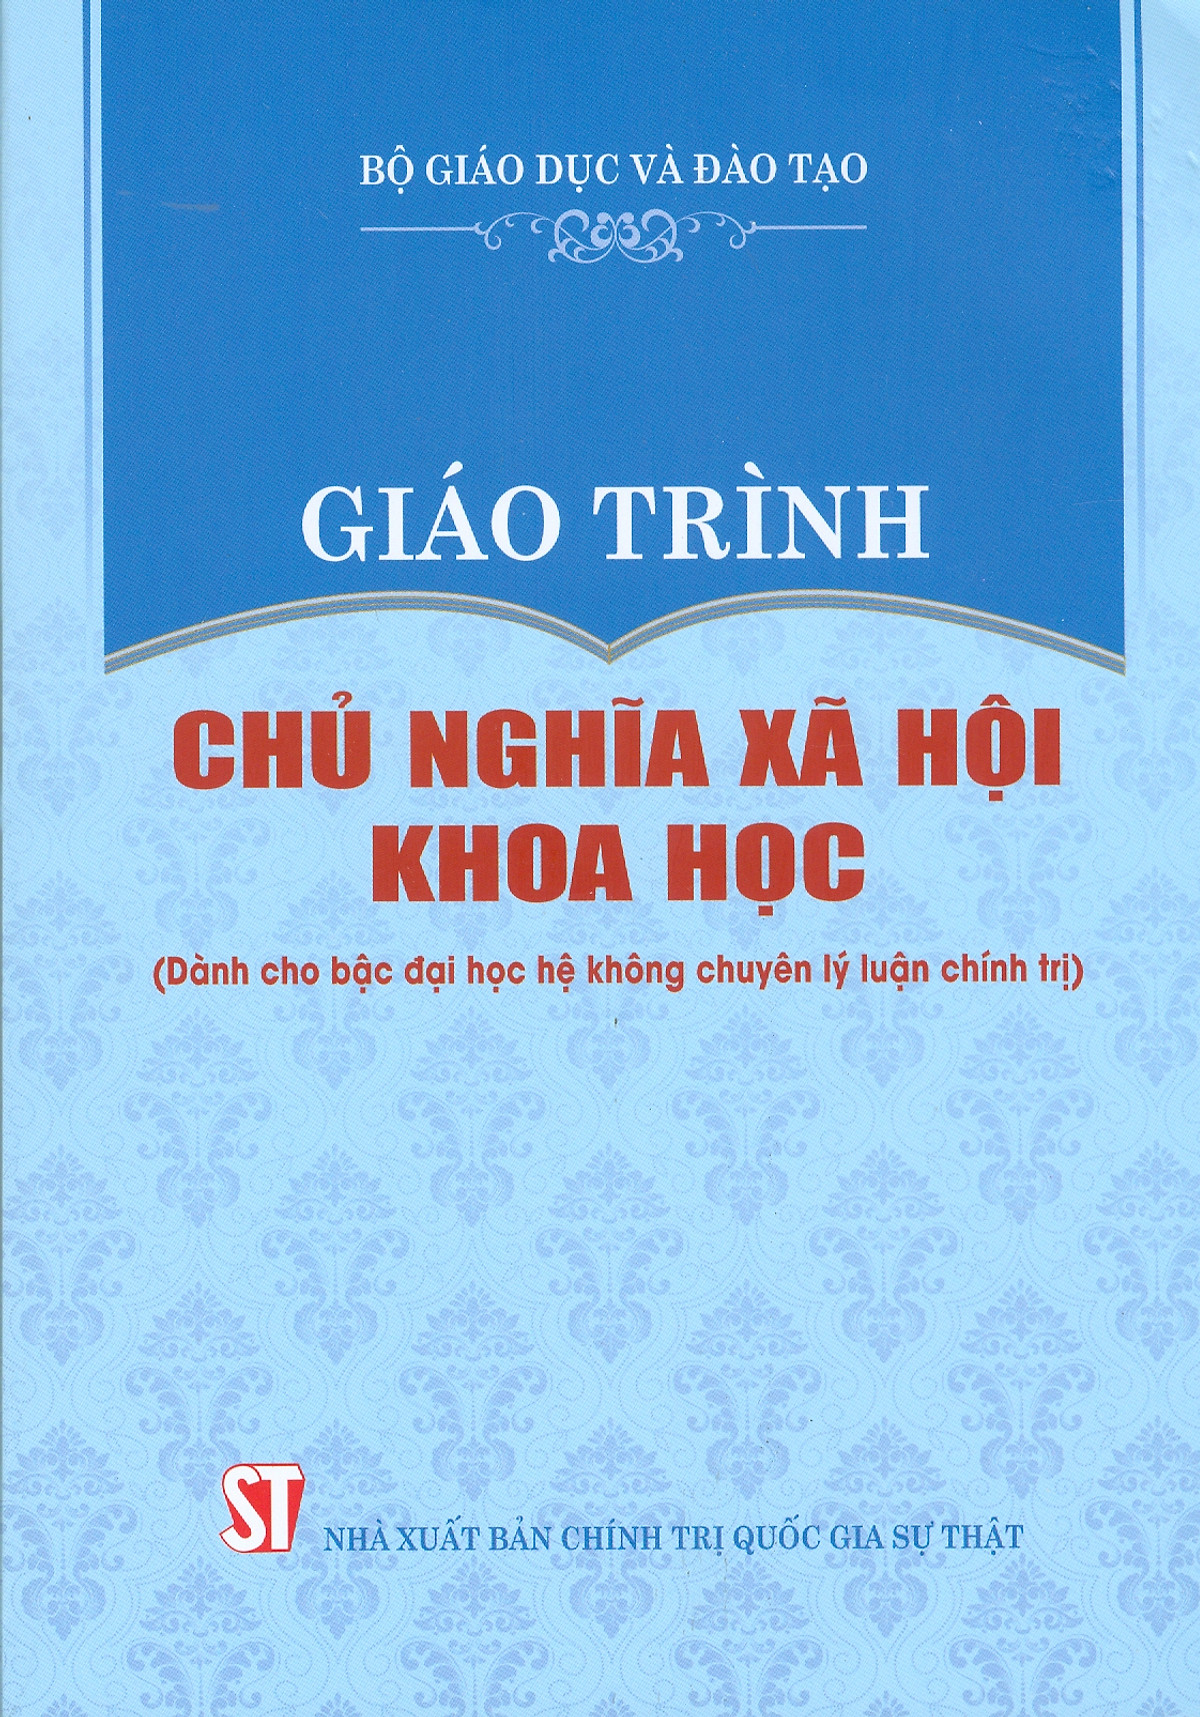 BỘ GIÁO DỤC VÀ ĐÀO TẠO
GIÁO TRÌNH
CHỦ NGHĨA XÃ HỘI
KHOA HỌC
(Dành cho bậc đại học hệ không chuyên lý luận chính trị)
ST
NHÀ XUẤT BẢN CHÍNH TRỊ QUỐC GIA SỰ THẬT